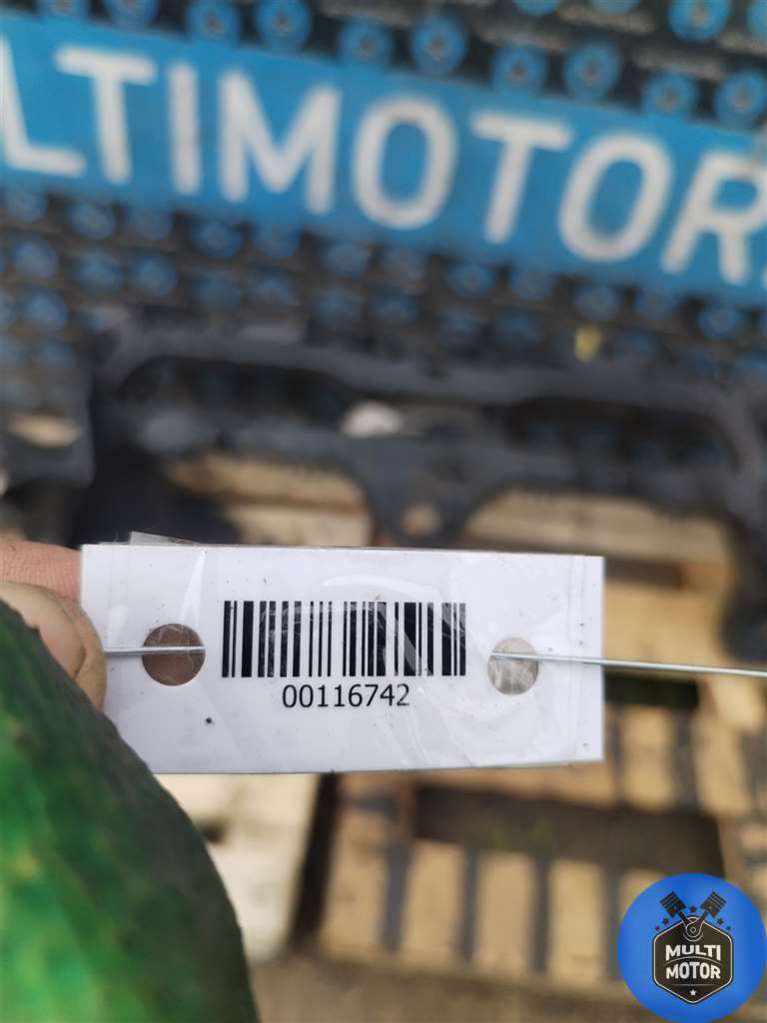 LTIMOTOR.
00116742
MULTI
MOTOR